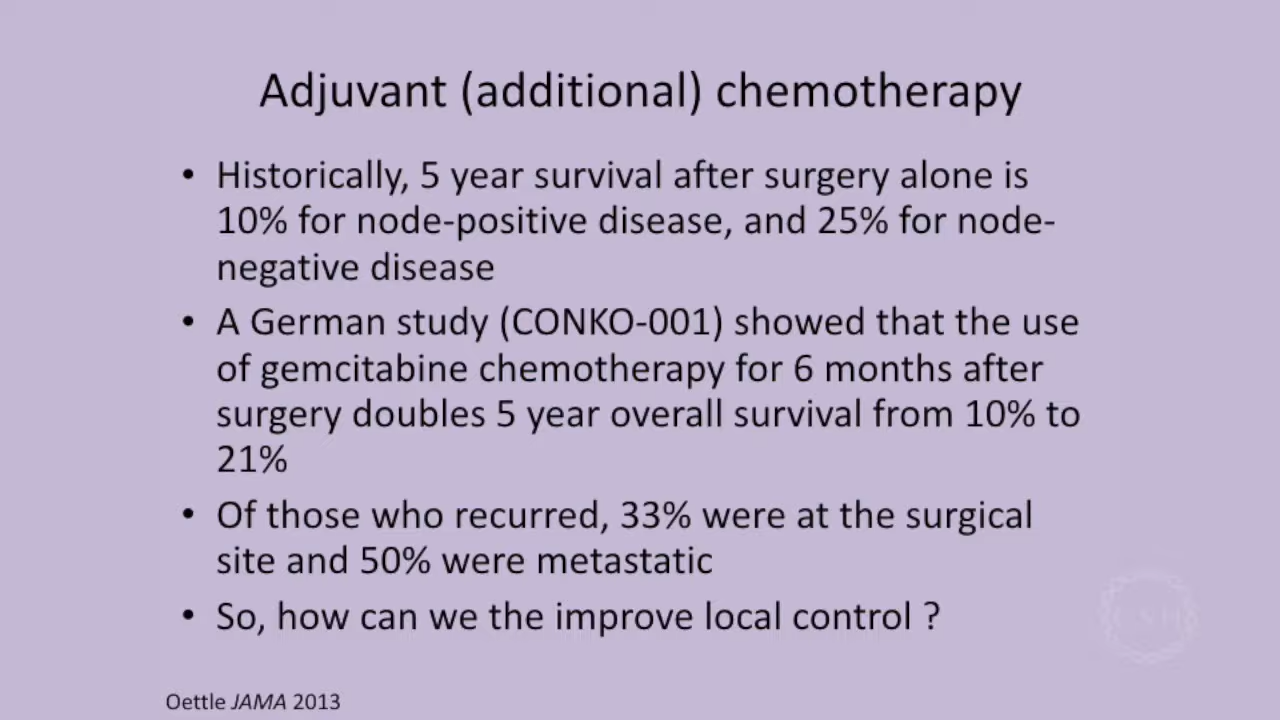 Adjuvant (additional) chemotherapy
• Historically, 5 year survival after surgery alone is
10% for node-positive disease, and 25% for node-
negative disease
• A German study (CONKO-001) showed that the use
of gemcitabine chemotherapy for 6 months after
surgery doubles 5 year overall survival from 10% to
21%
• Of those who recurred, 33% were at the surgical
site and 50% were metastatic
• So, how can we the improve local control ?
Oettle JAMA 2013